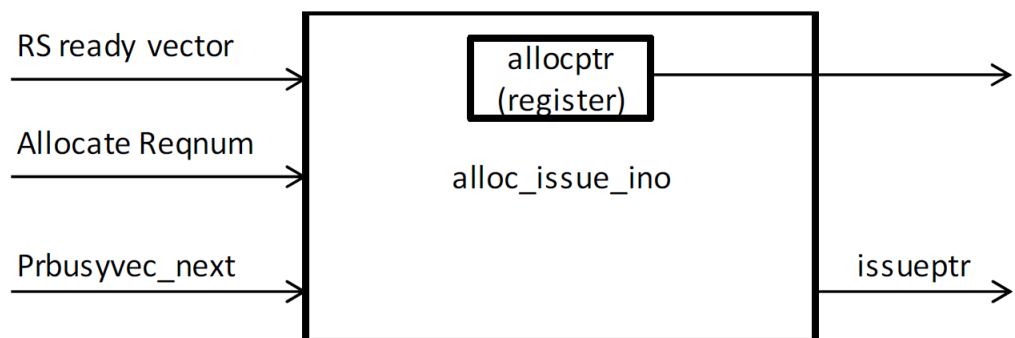 RS ready vector
allocptr
(register)
Allocate Reqnum
alloc_issue_ino
Prbusyvec_next
issueptr